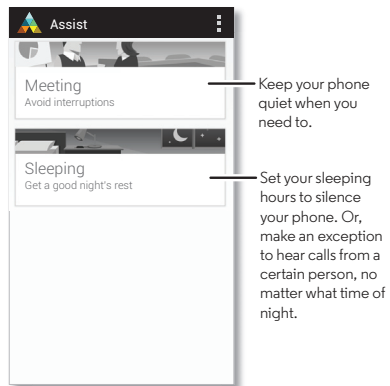 Assist
Meeting
Avoid interruptions
Keep your phone
quiet when you
need to.
Sleeping
Get a good night's rest
Set your sleeping
hours to silence
your phone. Or,
make an exception
to hear calls from a
certain person, no
matter what time of
night.